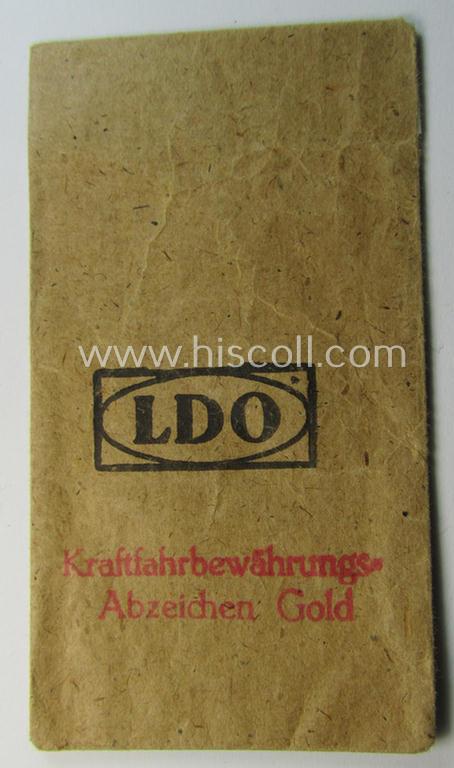 www.hiscoll.com
LDO
Kraftfahrbewährungs-
Abzeichen Gold